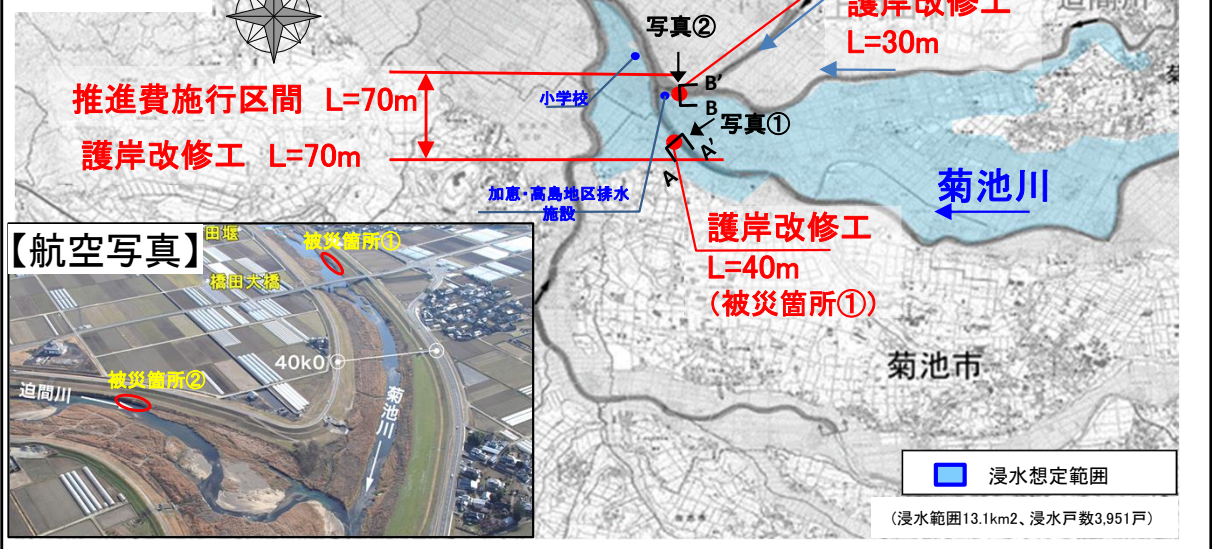 護岸改修工
L=30m
迫間川
写真②
B'
B
写真①
A'
A
小学校
推進費施行区間 L=70m
護岸改修工 L=70m
加恵・高島地区排水
施設
菊池川
護岸改修工
L=40m
(被災箇所①)
菊池市
【航空写真】
田堰
被災箇所①
橋田大橋
40k0
被災箇所②
迫間川
菊池川
浸水想定範囲
(浸水範囲13.1km2、浸水戸数3,951戸)